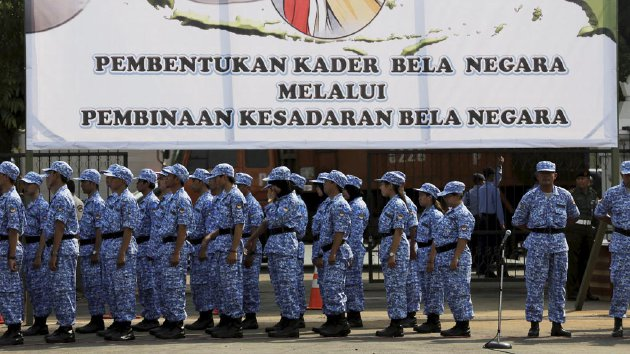 PEMBENTUKAN KADER BELA NEGARA
MELALUI
PEMBINAAN KESADARAN BELA NEGARA